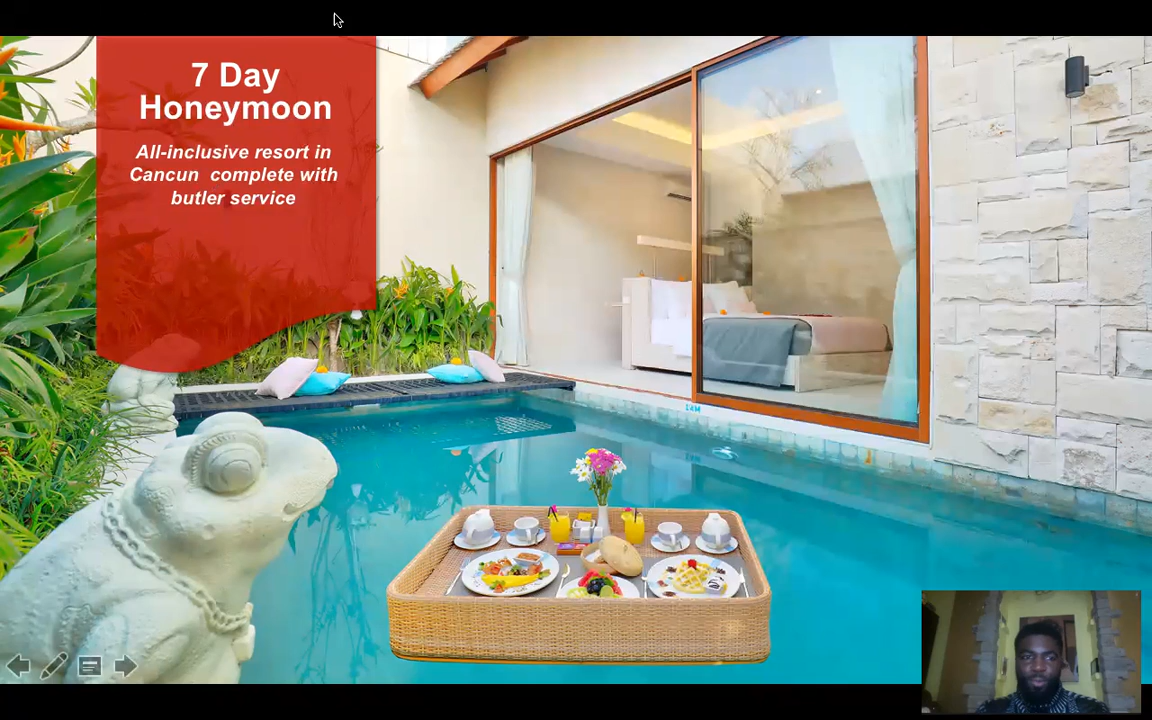 7 Day
Honeymoon
All-inclusive resort in
Cancun complete with
butler service